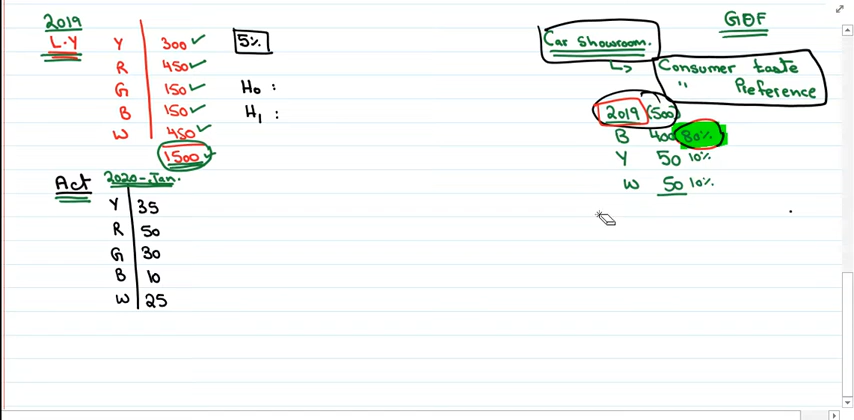 2019
L.Y
Y 300 ✓
R 450 ✓
G 150 ✓
B 150 ✓
W 450 ✓
1500 ✓
5%
H0 :
H1 :
Act
2020-Jan.
Y 35
R 50
G 30
B 10
W 25
GOF
Car Showroom.
↳ Consumer taste
" Preference
2019 (500)
B 400 80%
Y 50 10%
W 50 10%